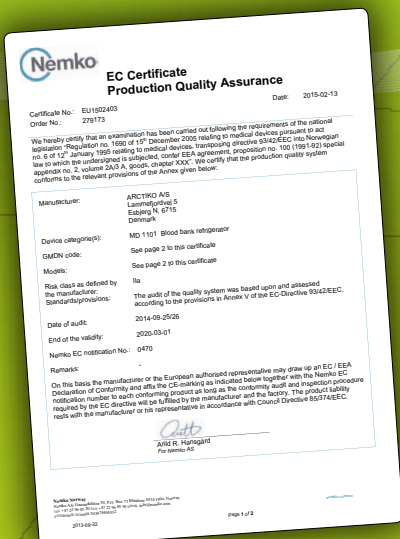 Nemko
EC Certificate
Production Quality Assurance
Certificate No.: EU1502403
Order No.: 279173
Date: 2015-02-13
We hereby certify that an examination has been carried out following the requirements of the national
legislation "Regulation no. 1690 of 15th December 2005 relating to medical devices pursuant to act
no. 6 of 12th January 1995 relating to medical devices, transposing directive 93/42/EEC into Norwegian
law to which the undersigned is subjected, confer EEA agreement, proposition no. 100 (1991-92) special
appendix no, 2, volume 2A/3 A, goods, chapter XXX". We certify that the production quality system
conforms to the relevant provisions of the Annex given below:
Manufacturer: ARCTIKO A/S
Lammefjordvej 5
Esbjerg N, 6715
Denmark
Device categorie(s): MD 1101 Blood bank refrigerator
GMDN code: See page 2 to this certificate
Models: See page 2 to this certificate
Risk class as defined by
the manufacturer: IIa
Standards/provisions: The audit of the quality system was based upon and assessed
according to the provisions in Annex V of the EC-Directive 93/42/EEC.
Date of audit: 2014-09-25/26
End of the validity: 2020-03-01
Nemko EC notification No.: 0470
Remarks: -
On this basis the manufacturer or the European authorised representative may draw up an EC / EEA
Declaration of Conformity and affix the CE-marking as indicated below together with the Nemko EC
notification number to each conforming product as long as the conformity audit and inspection procedure
required by the EC directive will be fulfilled by the manufacturer and the factory. The product liability
rests with the manufacturer or his representative in accordance with Council Directive 85/374/EEC.
Arild R. Hansgård
For Nemko AS
Nemko Norway
Page 1 of 2